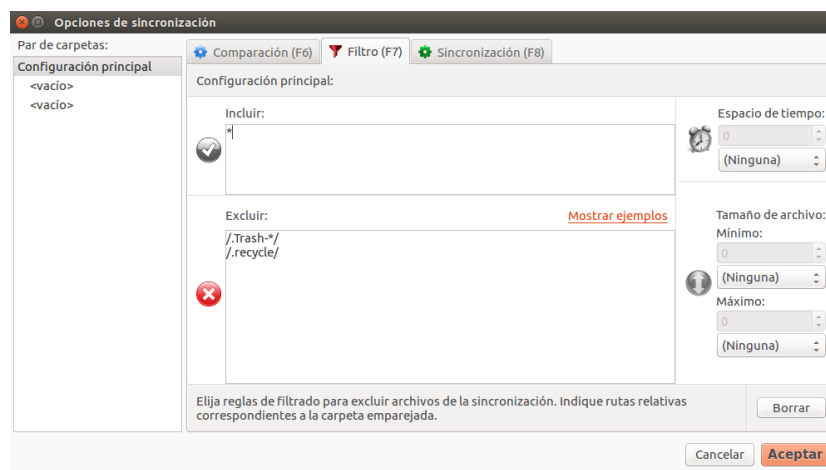 Opciones de sincronización
Par de carpetas:
Configuración principal
<vacío>
<vacío>
Comparación (F6)
Filtro (F7)
Sincronización (F8)
Configuración principal:
Incluir:
*
Espacio de tiempo:
0
(Ninguna)
Excluir:
Mostrar ejemplos
/.Trash-*/
/.recycle/
Tamaño de archivo:
Mínimo:
0
(Ninguna)
Máximo:
0
(Ninguna)
Elija reglas de filtrado para excluir archivos de la sincronización. Indique rutas relativas
correspondientes a la carpeta emparejada.
Borrar
Cancelar
Aceptar